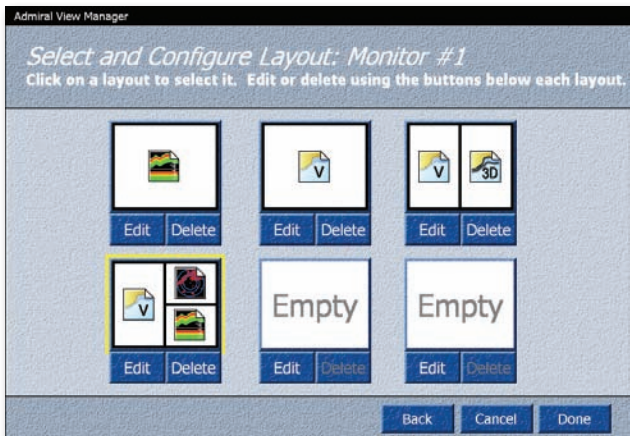 Admiral View Manager
Select and Configure Layout: Monitor #1
Click on a layout to select it. Edit or delete using the buttons below each layout.
V V 3D
Edit Delete Edit Delete Edit Delete
V Empty Empty
Edit Delete Edit Delete Edit Delete
Back Cancel Done